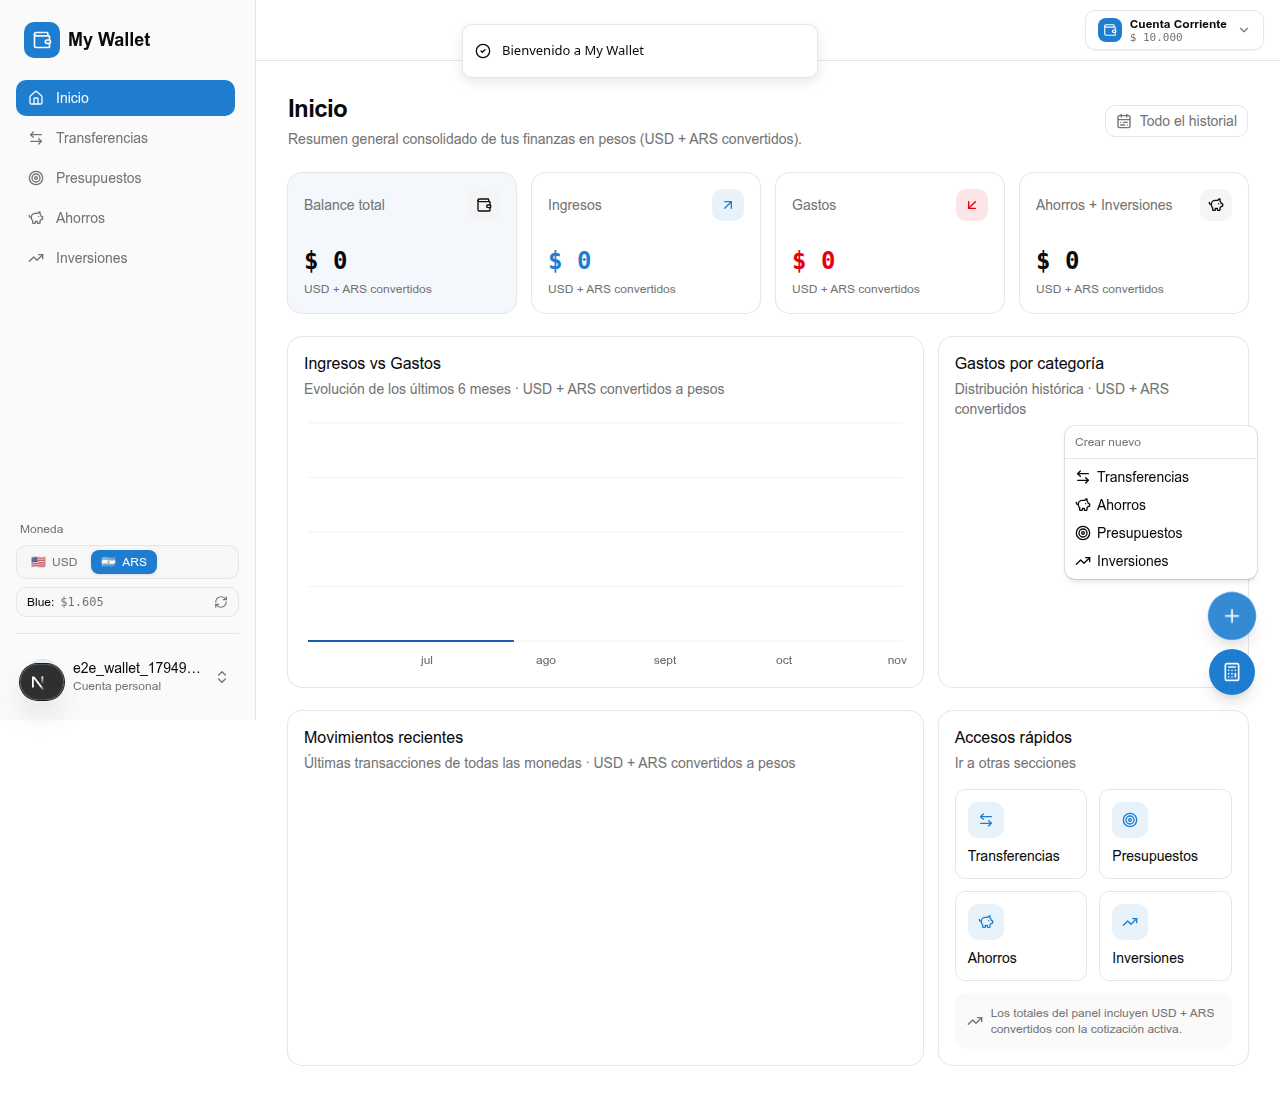 My Wallet
Inicio
Transferencias
Presupuestos
Ahorros
Inversiones
Moneda
🇺🇸 USD
🇦🇷 ARS
Blue: $1.605
N
e2e_wallet_17949...
Cuenta personal
Bienvenido a My Wallet
Cuenta Corriente
$ 10.000
Inicio
Resumen general consolidado de tus finanzas en pesos (USD + ARS convertidos).
Todo el historial
Balance total
$ 0
USD + ARS convertidos
Ingresos
$ 0
USD + ARS convertidos
Gastos
$ 0
USD + ARS convertidos
Ahorros + Inversiones
$ 0
USD + ARS convertidos
Ingresos vs Gastos
Evolución de los últimos 6 meses · USD + ARS convertidos a pesos
jul
ago
sept
oct
nov
Gastos por categoría
Distribución histórica · USD + ARS
convertidos
Crear nuevo
Transferencias
Ahorros
Presupuestos
Inversiones
Movimientos recientes
Últimas transacciones de todas las monedas · USD + ARS convertidos a pesos
Accesos rápidos
Ir a otras secciones
Transferencias
Presupuestos
Ahorros
Inversiones
Los totales del panel incluyen USD + ARS
convertidos con la cotización activa.